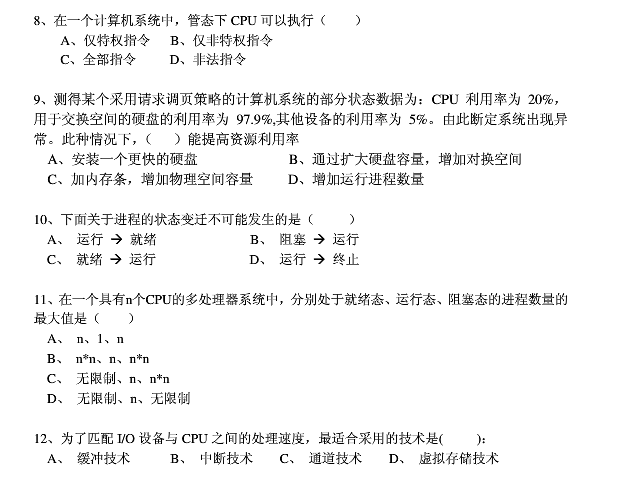 8、在一个计算机系统中，管态下 CPU 可以执行（　　）
A、仅特权指令　B、仅非特权指令
C、全部指令　D、非法指令
9、测得某个采用请求调页策略的计算机系统的部分状态数据为：CPU 利用率为 20%，
用于交换空间的硬盘的利用率为 97.9%,其他设备的利用率为 5%。由此断定系统出现异
常。此种情况下，（　　）能提高资源利用率
A、安装一个更快的硬盘　B、通过扩大硬盘容量，增加对换空间
C、加内存条，增加物理空间容量　D、增加运行进程数量
10、下面关于进程的状态变迁不可能发生的是（　　）
A、 运行 → 就绪　B、 阻塞 → 运行
C、 就绪 → 运行　D、 运行 → 终止
11、在一个具有n个CPU的多处理器系统中，分别处于就绪态、运行态、阻塞态的进程数量的
最大值是（　　）
A、 n、1、n
B、 n*n、n、n*n
C、 无限制、n、n*n
D、 无限制、n、无限制
12、为了匹配 I/O 设备与 CPU 之间的处理速度，最适合采用的技术是(　　)：
A、 缓冲技术　B、 中断技术　C、 通道技术　D、 虚拟存储技术